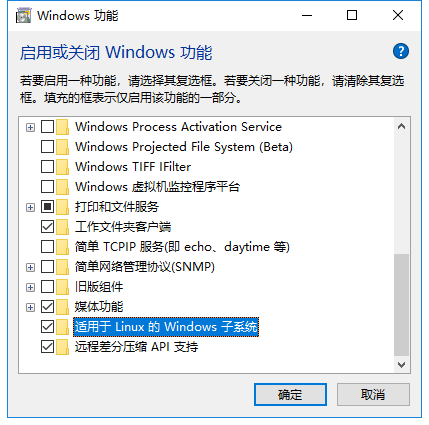 Windows 功能
启用或关闭 Windows 功能
若要启用一种功能，请选择其复选框。若要关闭一种功能，请清除其复选
框。填充的框表示仅启用该功能的一部分。
Windows Process Activation Service
Windows Projected File System (Beta)
Windows TIFF IFilter
Windows 虚拟机监控程序平台
打印和文件服务
工作文件夹客户端
简单 TCPIP 服务(即 echo、daytime 等)
简单网络管理协议(SNMP)
旧版组件
媒体功能
适用于 Linux 的 Windows 子系统
远程差分压缩 API 支持
确定
取消